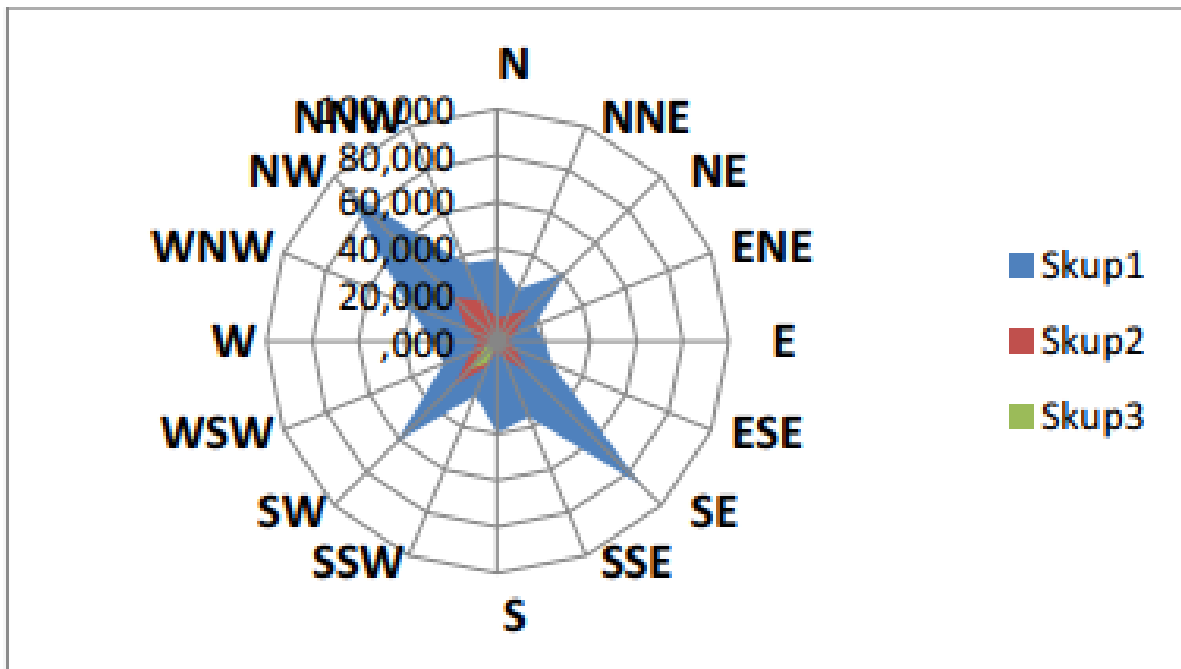 N
NNE
NE
ENE
E
ESE
SE
SSE
S
SSW
SW
WSW
W
WNW
NW
NNW
100,000
80,000
60,000
40,000
20,000
,000
Skup1
Skup2
Skup3